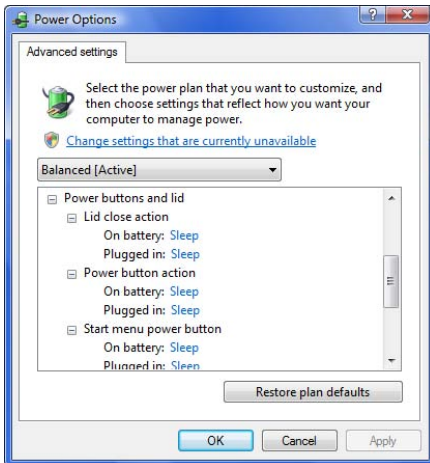 Power Options
Advanced settings
Select the power plan that you want to customize, and
then choose settings that reflect how you want your
computer to manage power.
Change settings that are currently unavailable
Balanced [Active]
Power buttons and lid
Lid close action
On battery: Sleep
Plugged in: Sleep
Power button action
On battery: Sleep
Plugged in: Sleep
Start menu power button
On battery: Sleep
Plugged in: Sleep
Restore plan defaults
OK
Cancel
Apply